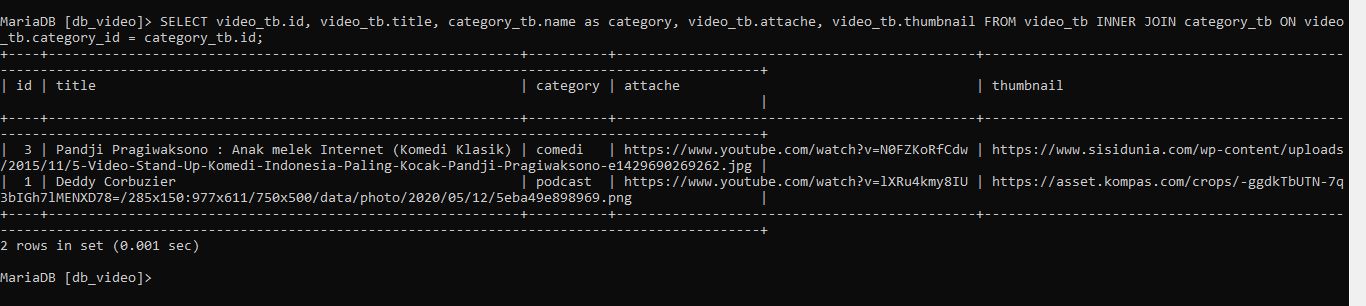 MariaDB [db_video]> SELECT video_tb.id, video_tb.title, category_tb.name as category, video_tb.attache, video_tb.thumbnail FROM video_tb INNER JOIN category_tb ON video
_tb.category_id = category_tb.id;
+----+-----------------------------------------------------------+----------+---------------------------------------------+---------------------------------------------
-----------------------------------------------------------------------------------------------+
| id | title                                                     | category | attache                                     | thumbnail
                                                                                               |
+----+-----------------------------------------------------------+----------+---------------------------------------------+---------------------------------------------
-----------------------------------------------------------------------------------------------+
|  3 | Pandji Pragiwaksono : Anak melek Internet (Komedi Klasik) | comedi   | https://www.youtube.com/watch?v=N0FZKoRfCdw | https://www.sisidunia.com/wp-content/uploads
/2015/11/5-Video-Stand-Up-Komedi-Indonesia-Paling-Kocak-Pandji-Pragiwaksono-e1429690269262.jpg |
|  1 | Deddy Corbuzier                                           | podcast  | https://www.youtube.com/watch?v=lXRu4kmy8IU | https://asset.kompas.com/crops/-ggdkTbUTN-7q
3bIGh7lMENXD78=/285x150:977x611/750x500/data/photo/2020/05/12/5eba49e898969.png                |
+----+-----------------------------------------------------------+----------+---------------------------------------------+---------------------------------------------
-----------------------------------------------------------------------------------------------+
2 rows in set (0.001 sec)
MariaDB [db_video]>